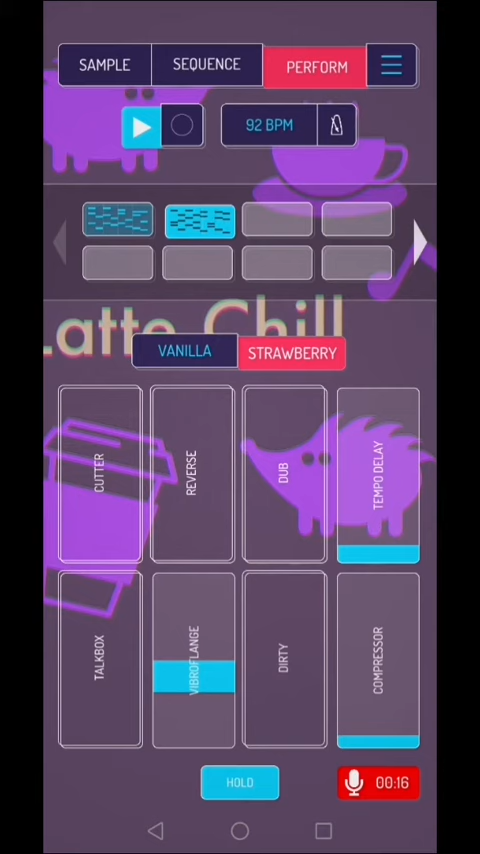 SAMPLE SEQUENCE PERFORM
92 BPM
Latte Chill
VANILLA STRAWBERRY
CUTTER REVERSE DUB TEMPO DELAY
TALKBOX VIBROFLANGE DIRTY COMPRESSOR
HOLD 00:16